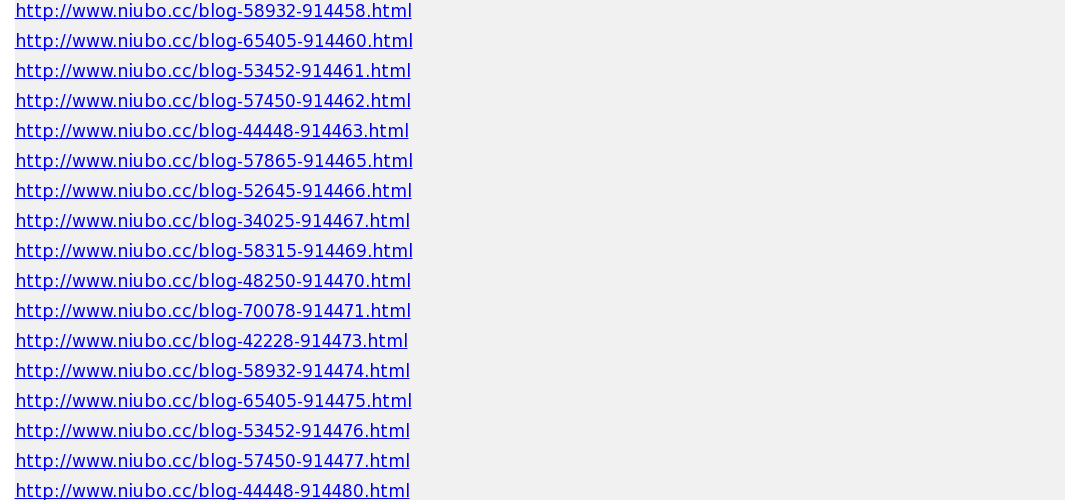 http://www.niubo.cc/blog-58932-914458.html
http://www.niubo.cc/blog-65405-914460.html
http://www.niubo.cc/blog-53452-914461.html
http://www.niubo.cc/blog-57450-914462.html
http://www.niubo.cc/blog-44448-914463.html
http://www.niubo.cc/blog-57865-914465.html
http://www.niubo.cc/blog-52645-914466.html
http://www.niubo.cc/blog-34025-914467.html
http://www.niubo.cc/blog-58315-914469.html
http://www.niubo.cc/blog-48250-914470.html
http://www.niubo.cc/blog-70078-914471.html
http://www.niubo.cc/blog-42228-914473.html
http://www.niubo.cc/blog-58932-914474.html
http://www.niubo.cc/blog-65405-914475.html
http://www.niubo.cc/blog-53452-914476.html
http://www.niubo.cc/blog-57450-914477.html
http://www.niubo.cc/blog-44448-914480.html